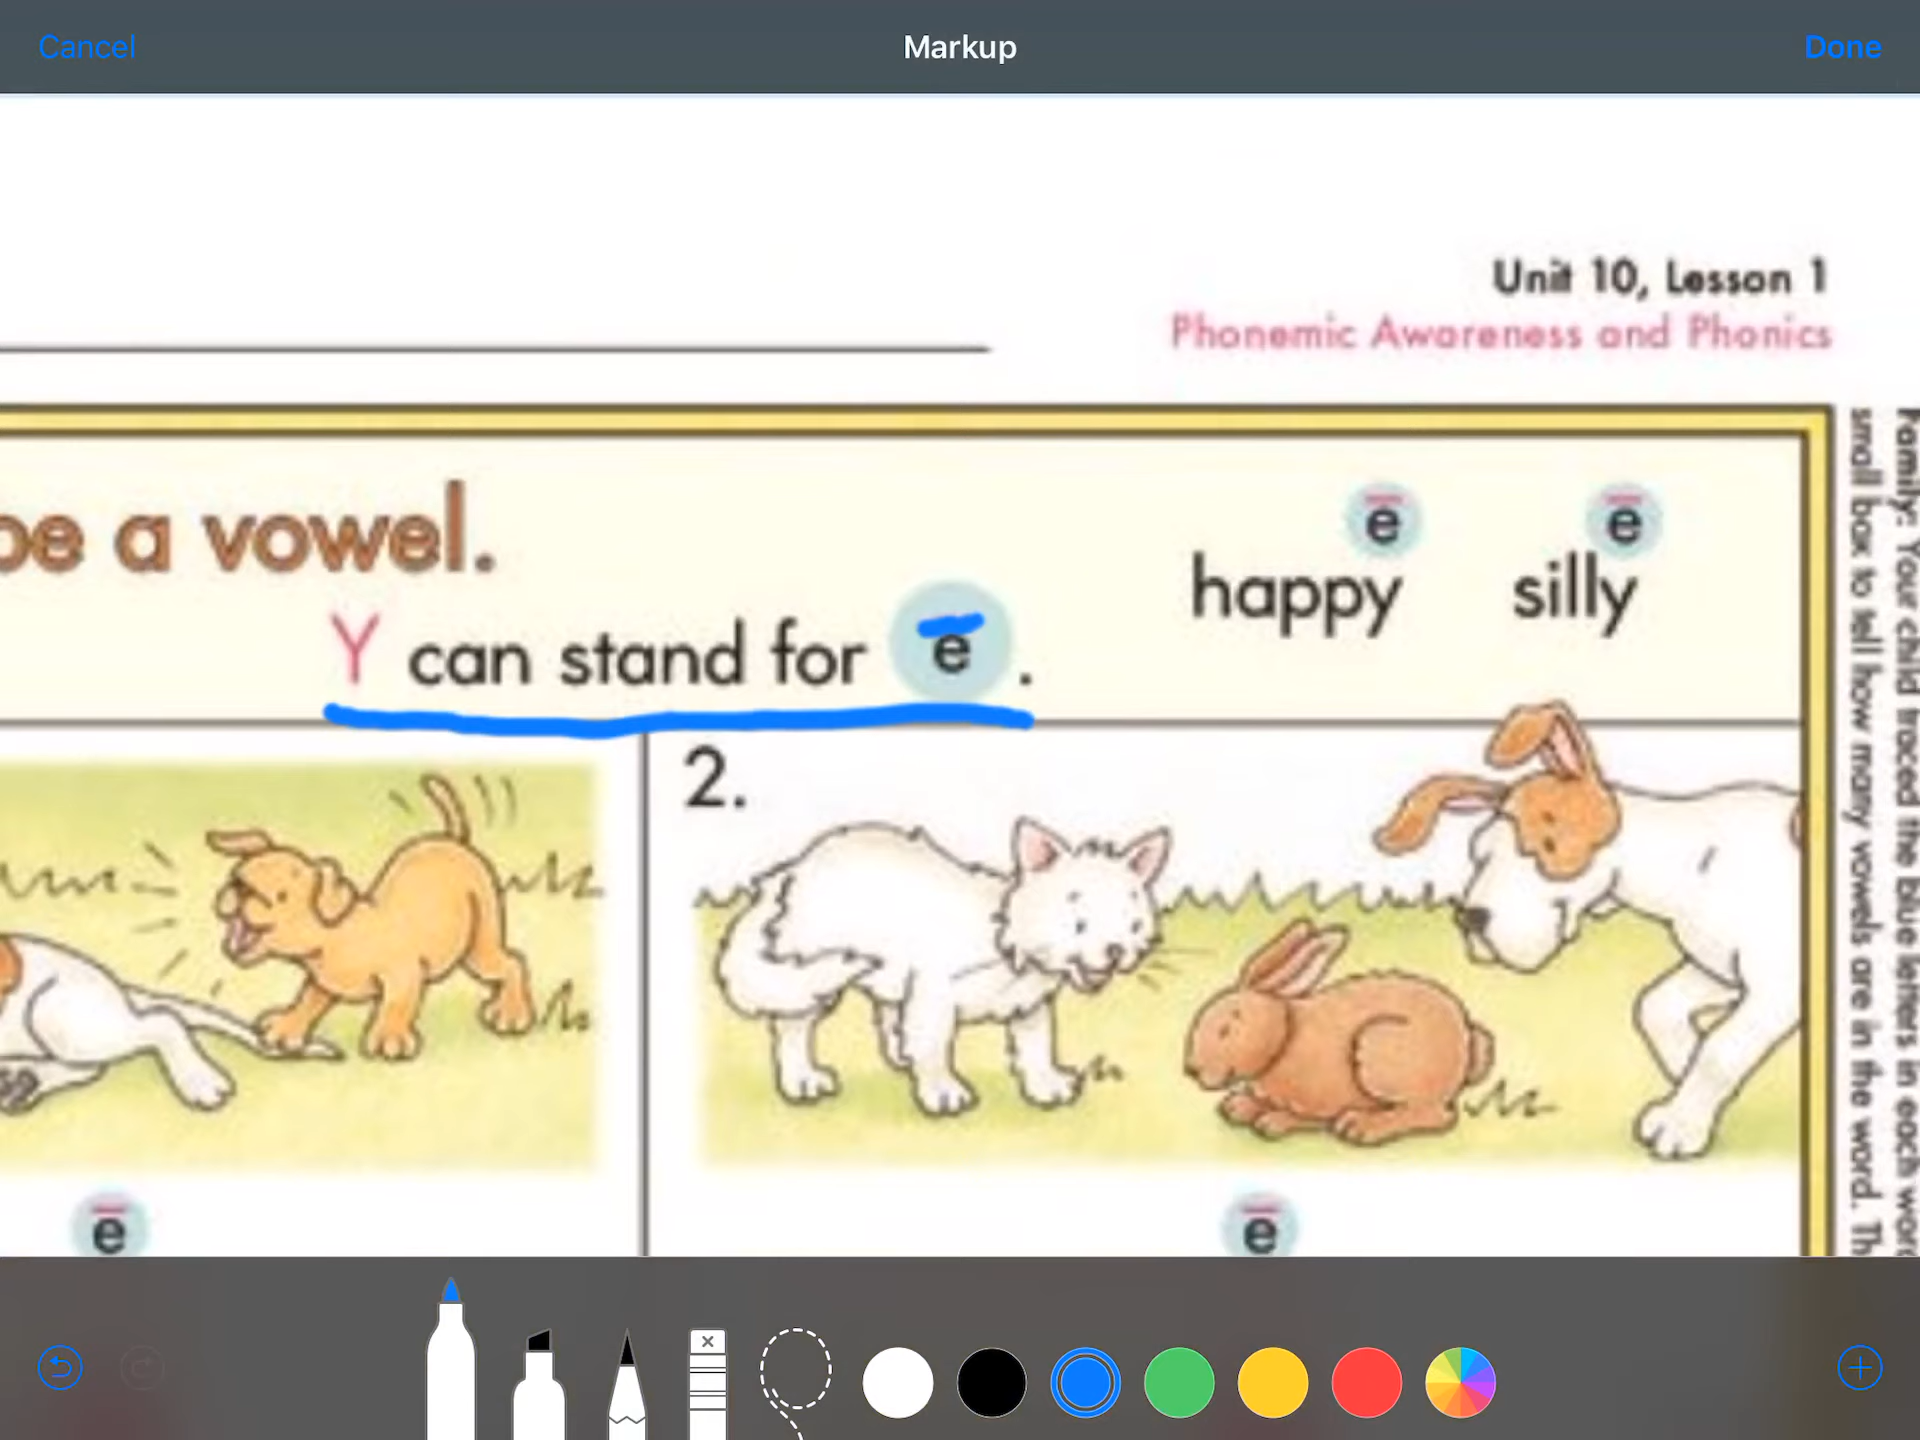 Cancel
Markup
Done
Unit 10, Lesson 1
Phonemic Awareness and Phonics
be a vowel.
ē ē
happy silly
Y can stand for ē.
2.
ē
ē
Family: Your child traced the blue letters in each word
small box to tell how many vowels are in the word. Th